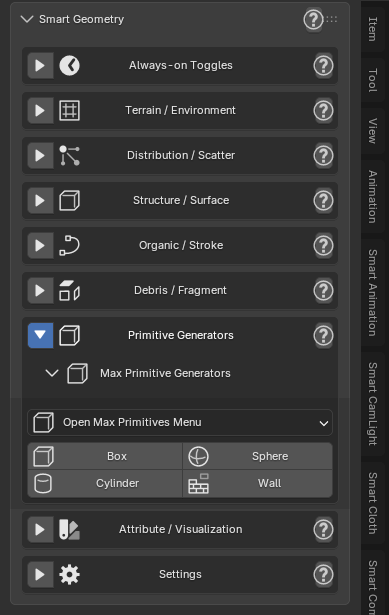 Smart Geometry
Always-on Toggles
Terrain / Environment
Distribution / Scatter
Structure / Surface
Organic / Stroke
Debris / Fragment
Primitive Generators
Max Primitive Generators
Open Max Primitives Menu
Box
Sphere
Cylinder
Wall
Attribute / Visualization
Settings
Item
Tool
View
Animation
Smart Animation
Smart CamLight
Smart Cloth
Smart Con